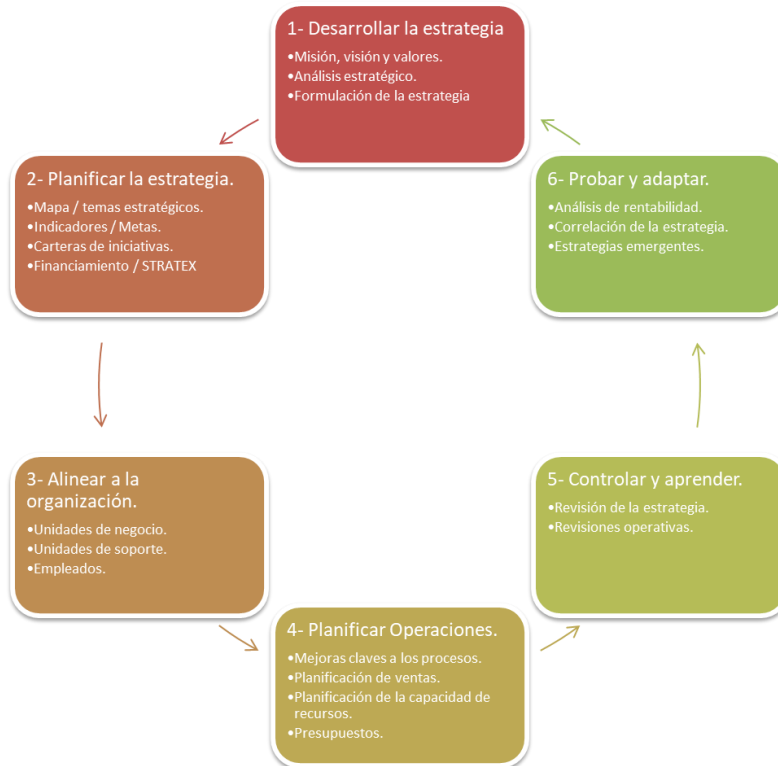 1- Desarrollar la estrategia
•Misión, visión y valores.
•Análisis estratégico.
•Formulación de la estrategia
2- Planificar la estrategia.
•Mapa / temas estratégicos.
•Indicadores / Metas.
•Carteras de iniciativas.
•Financiamiento / STRATEX
3- Alinear a la
organización.
•Unidades de negocio.
•Unidades de soporte.
•Empleados.
4- Planificar Operaciones.
•Mejoras claves a los procesos.
•Planificación de ventas.
•Planificación de la capacidad de
recursos.
•Presupuestos.
5- Controlar y aprender.
•Revisión de la estrategia.
•Revisiones operativas.
6- Probar y adaptar.
•Análisis de rentabilidad.
•Correlación de la estrategia.
•Estrategias emergentes.